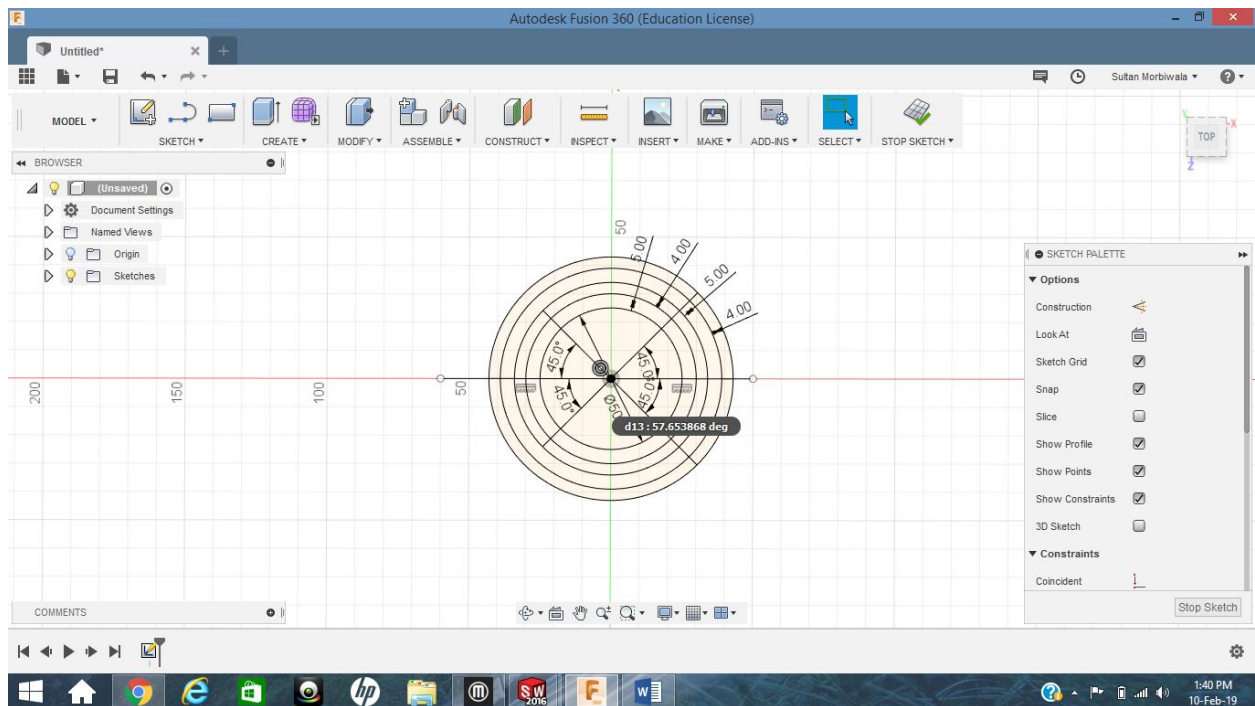 Autodesk Fusion 360 (Education License)
Untitled*
Sultan Morbiwala
MODEL
SKETCH
CREATE
MODIFY
ASSEMBLE
CONSTRUCT
INSPECT
INSERT
MAKE
ADD-INS
SELECT
STOP SKETCH
TOP
X
Y
Z
BROWSER
(Unsaved)
Document Settings
Named Views
Origin
Sketches
50
5.00
4.00
5.00
4.00
45.0°
45.0°
45.0°
45.0°
Ø50
d13 : 57.653868 deg
200
150
100
50
SKETCH PALETTE
Options
Construction
Look At
Sketch Grid
Snap
Slice
Show Profile
Show Points
Show Constraints
3D Sketch
Constraints
Coincident
Stop Sketch
COMMENTS
hp
SW
2016
1:40 PM
10-Feb-19